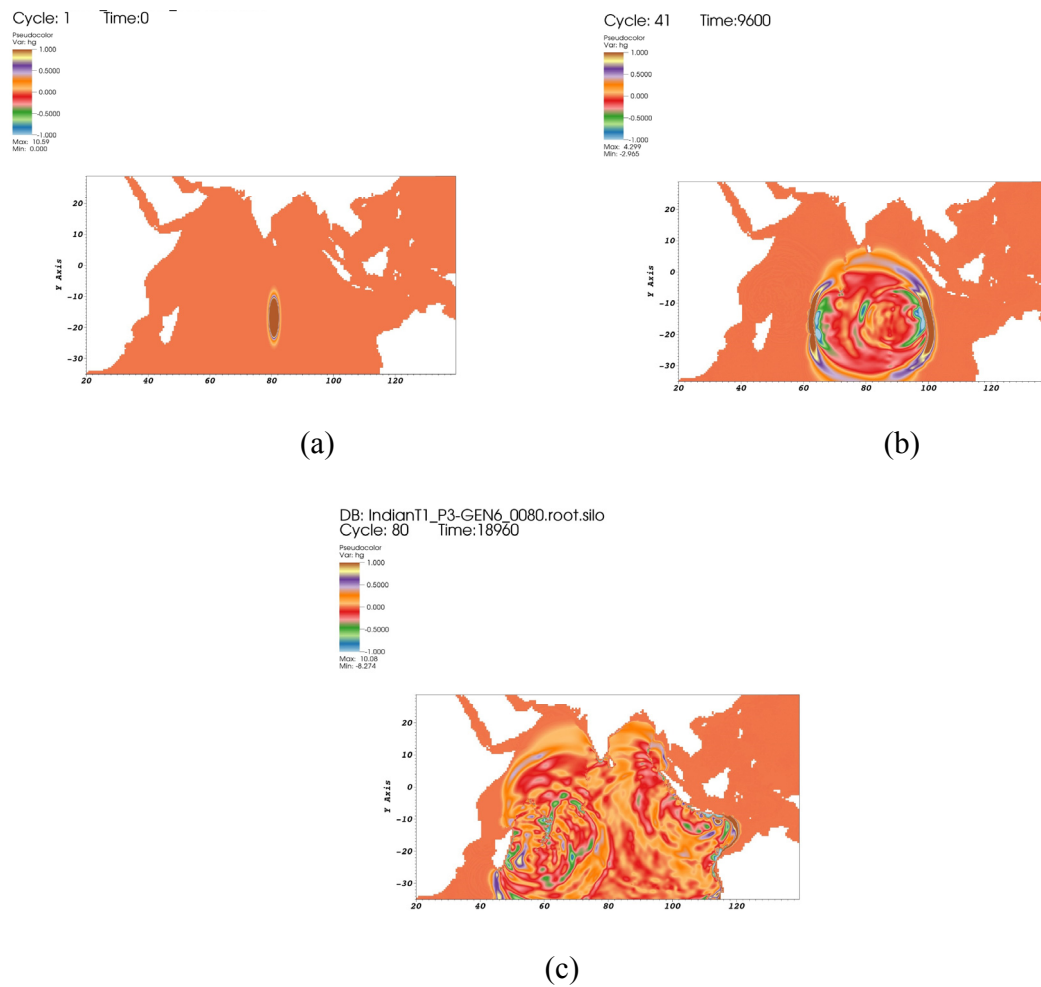 Cycle: 1 Time:0
Pseudocolor
Var: hg
1.000
0.5000
0.000
-0.5000
-1.000
Max: 10.59
Min: 0.000
20
10
0
-10
-20
-30
Y Axis
20 40 60 80 100 120
(a)
Cycle: 41 Time:9600
Pseudocolor
Var: hg
1.000
0.5000
0.000
-0.5000
-1.000
Max: 4.299
Min: -2.965
20
10
0
-10
-20
-30
Y Axis
20 40 60 80 100 120
(b)
DB: IndianT1_P3-GEN6_0080.root.silo
Cycle: 80 Time:18960
Pseudocolor
Var: hg
1.000
0.5000
0.000
-0.5000
-1.000
Max: 10.08
Min: -8.274
20
10
0
-10
-20
-30
Y Axis
20 40 60 80 100 120
(c)